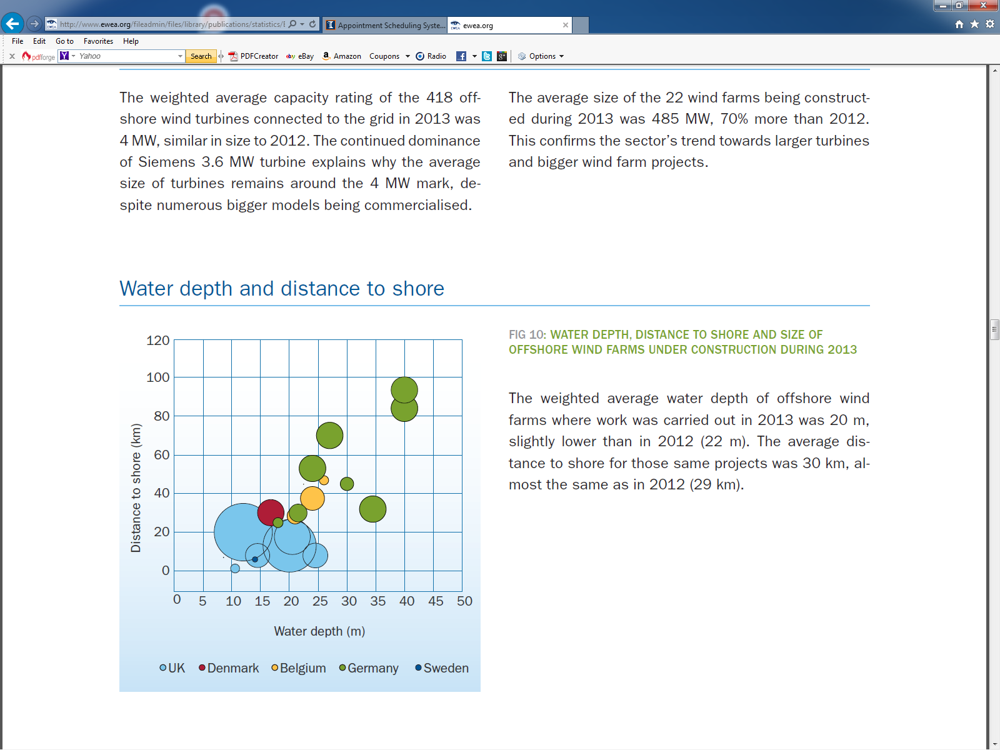 http://www.ewea.org/fileadmin/files/library/publications/statistics/E
Appointment Scheduling Syste...
ewea.org
File Edit Go to Favorites Help
pdfforge Yahoo Search PDFCreator eBay Amazon Coupons Radio Options
The weighted average capacity rating of the 418 off-
shore wind turbines connected to the grid in 2013 was
4 MW, similar in size to 2012. The continued dominance
of Siemens 3.6 MW turbine explains why the average
size of turbines remains around the 4 MW mark, de-
spite numerous bigger models being commercialised.
The average size of the 22 wind farms being construct-
ed during 2013 was 485 MW, 70% more than 2012.
This confirms the sector's trend towards larger turbines
and bigger wind farm projects.
Water depth and distance to shore
120
100
80
60
40
20
0
Distance to shore (km)
0 5 10 15 20 25 30 35 40 45 50
Water depth (m)
UK Denmark Belgium Germany Sweden
FIG 10: WATER DEPTH, DISTANCE TO SHORE AND SIZE OF
OFFSHORE WIND FARMS UNDER CONSTRUCTION DURING 2013
The weighted average water depth of offshore wind
farms where work was carried out in 2013 was 20 m,
slightly lower than in 2012 (22 m). The average dis-
tance to shore for those same projects was 30 km, al-
most the same as in 2012 (29 km).